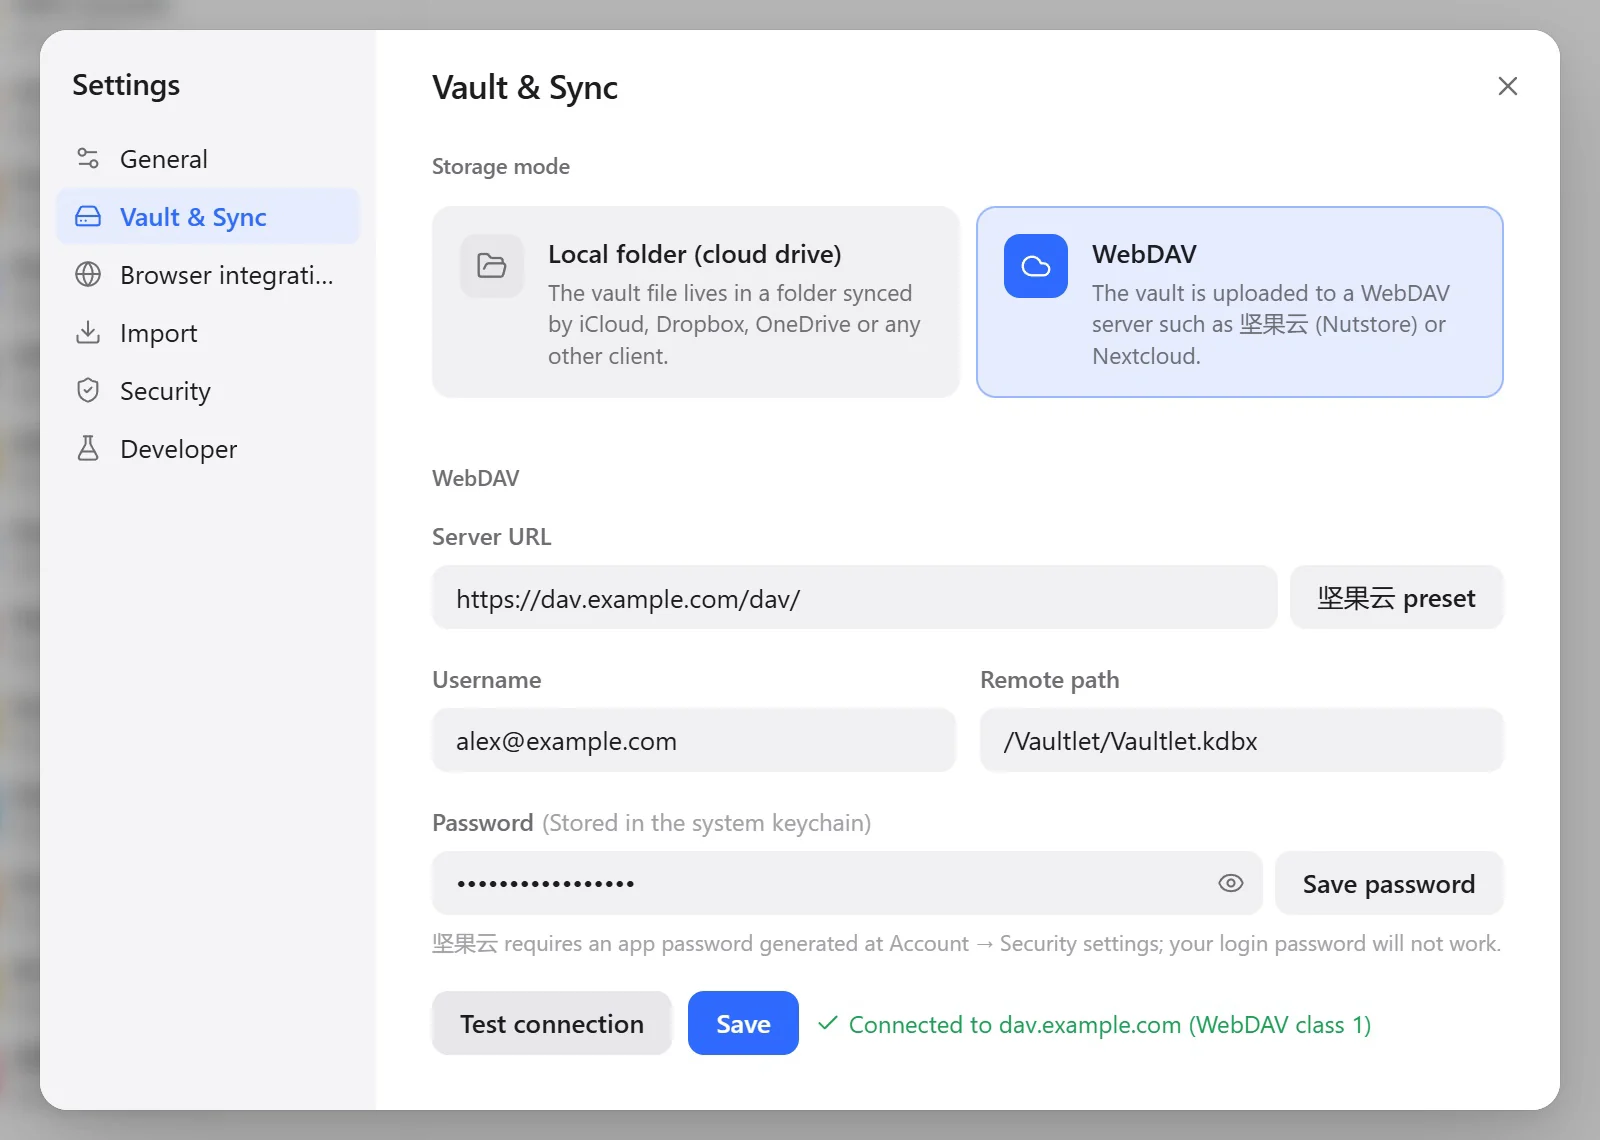 Settings
General
Vault & Sync
Browser integrati...
Import
Security
Developer
Vault & Sync
Storage mode
Local folder (cloud drive)
The vault file lives in a folder synced
by iCloud, Dropbox, OneDrive or any
other client.
WebDAV
The vault is uploaded to a WebDAV
server such as 坚果云 (Nutstore) or
Nextcloud.
WebDAV
Server URL
https://dav.example.com/dav/
坚果云 preset
Username
Remote path
alex@example.com
/Vaultlet/Vaultlet.kdbx
Password (Stored in the system keychain)
•••••••••••••••••
Save password
坚果云 requires an app password generated at Account → Security settings; your login password will not work.
Test connection
Save
✓ Connected to dav.example.com (WebDAV class 1)